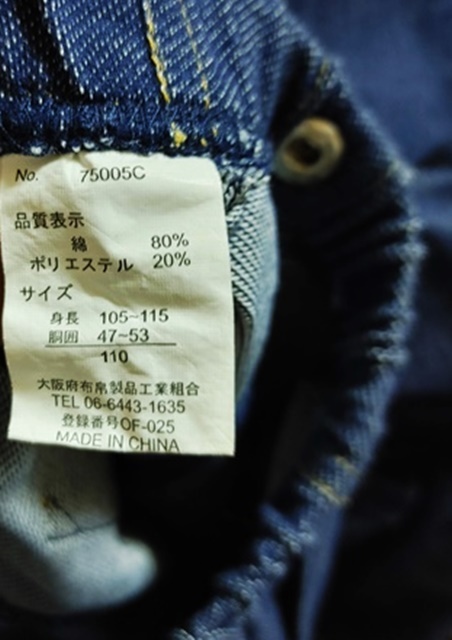 No. 75005C
品質表示
綿 80%
ポリエステル 20%
サイズ
身長 105~115
胴囲 47~53
110
大阪府布帛製品工業組合
TEL 06-6443-1635
登録番号OF-025
MADE IN CHINA